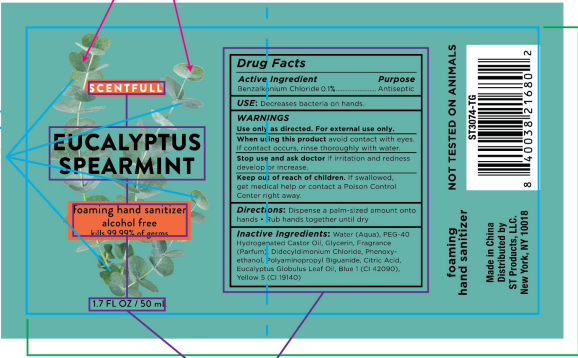 SCENTFULL
EUCALYPTUS
SPEARMINT
foaming hand sanitizer
alcohol free
kills 99.99% of germs
1.7 FL OZ / 50 mL
Drug Facts
Active Ingredient Purpose
Benzalkonium Chloride 0.1%.................... Antiseptic
USE: Decreases bacteria on hands.
WARNINGS
Use only as directed. For external use only.
When using this product avoid contact with eyes.
If contact occurs, rinse thoroughly with water.
Stop use and ask doctor if irritation and redness
develop or increase.
Keep out of reach of children. If swallowed,
get medical help or contact a Poison Control
Center right away.
Directions: Dispense a palm-sized amount onto
hands • Rub hands together until dry
Inactive Ingredients: Water (Aqua), PEG-40
Hydrogenated Castor Oil, Glycerin, Fragrance
(Parfum), Didecyldimonium Chloride, Phenoxy-
ethanol, Polyaminopropyl Biguanide, Citric Acid,
Eucalyptus Globulus Leaf Oil, Blue 1 (CI 42090),
Yellow 5 (CI 19140)
NOT TESTED ON ANIMALS
ST3074-TG
8 40038 21680 2
foaming
hand sanitizer
Made in China
Distributed by
ST Products, LLC.
New York, NY 10018